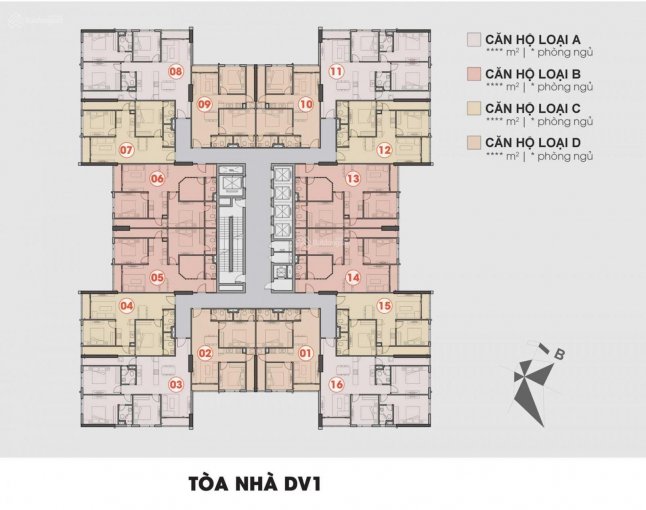 CĂN HỘ LOẠI A
**** m² | * phòng ngủ
CĂN HỘ LOẠI B
**** m² | * phòng ngủ
CĂN HỘ LOẠI C
**** m² | * phòng ngủ
CĂN HỘ LOẠI D
**** m² | * phòng ngủ
08
09
10
11
07
12
06
13
05
14
04
15
02
01
03
16
B
TÒA NHÀ DV1